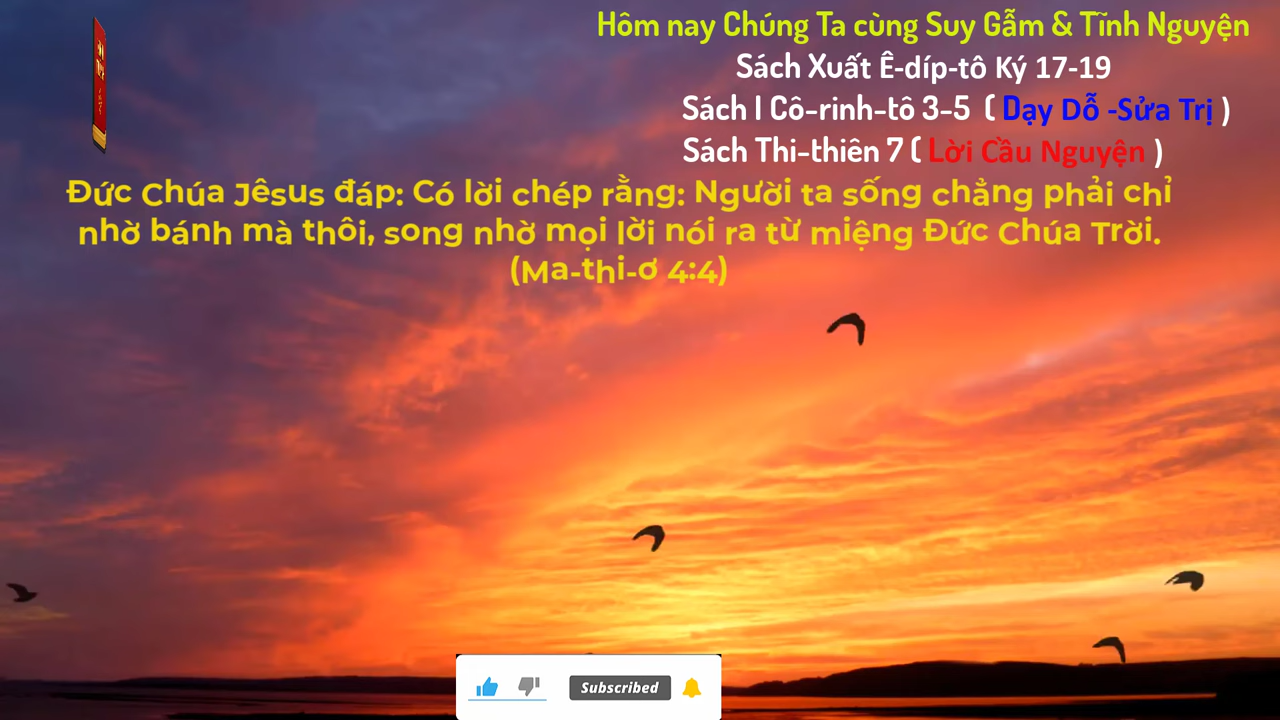 Hôm nay Chúng Ta cùng Suy Gẫm & Tĩnh Nguyện
Sách Xuất Ê-díp-tô Ký 17-19
Sách I Cô-rinh-tô 3-5 ( Dạy Dỗ -Sửa Trị )
Sách Thi-thiên 7 ( Lời Cầu Nguyện )
Đức Chúa Jêsus đáp: Có lời chép rằng: Người ta sống chẳng phải chỉ
nhờ bánh mà thôi, song nhờ mọi lời nói ra từ miệng Đức Chúa Trời.
(Ma-thi-ơ 4:4)
Subscribed